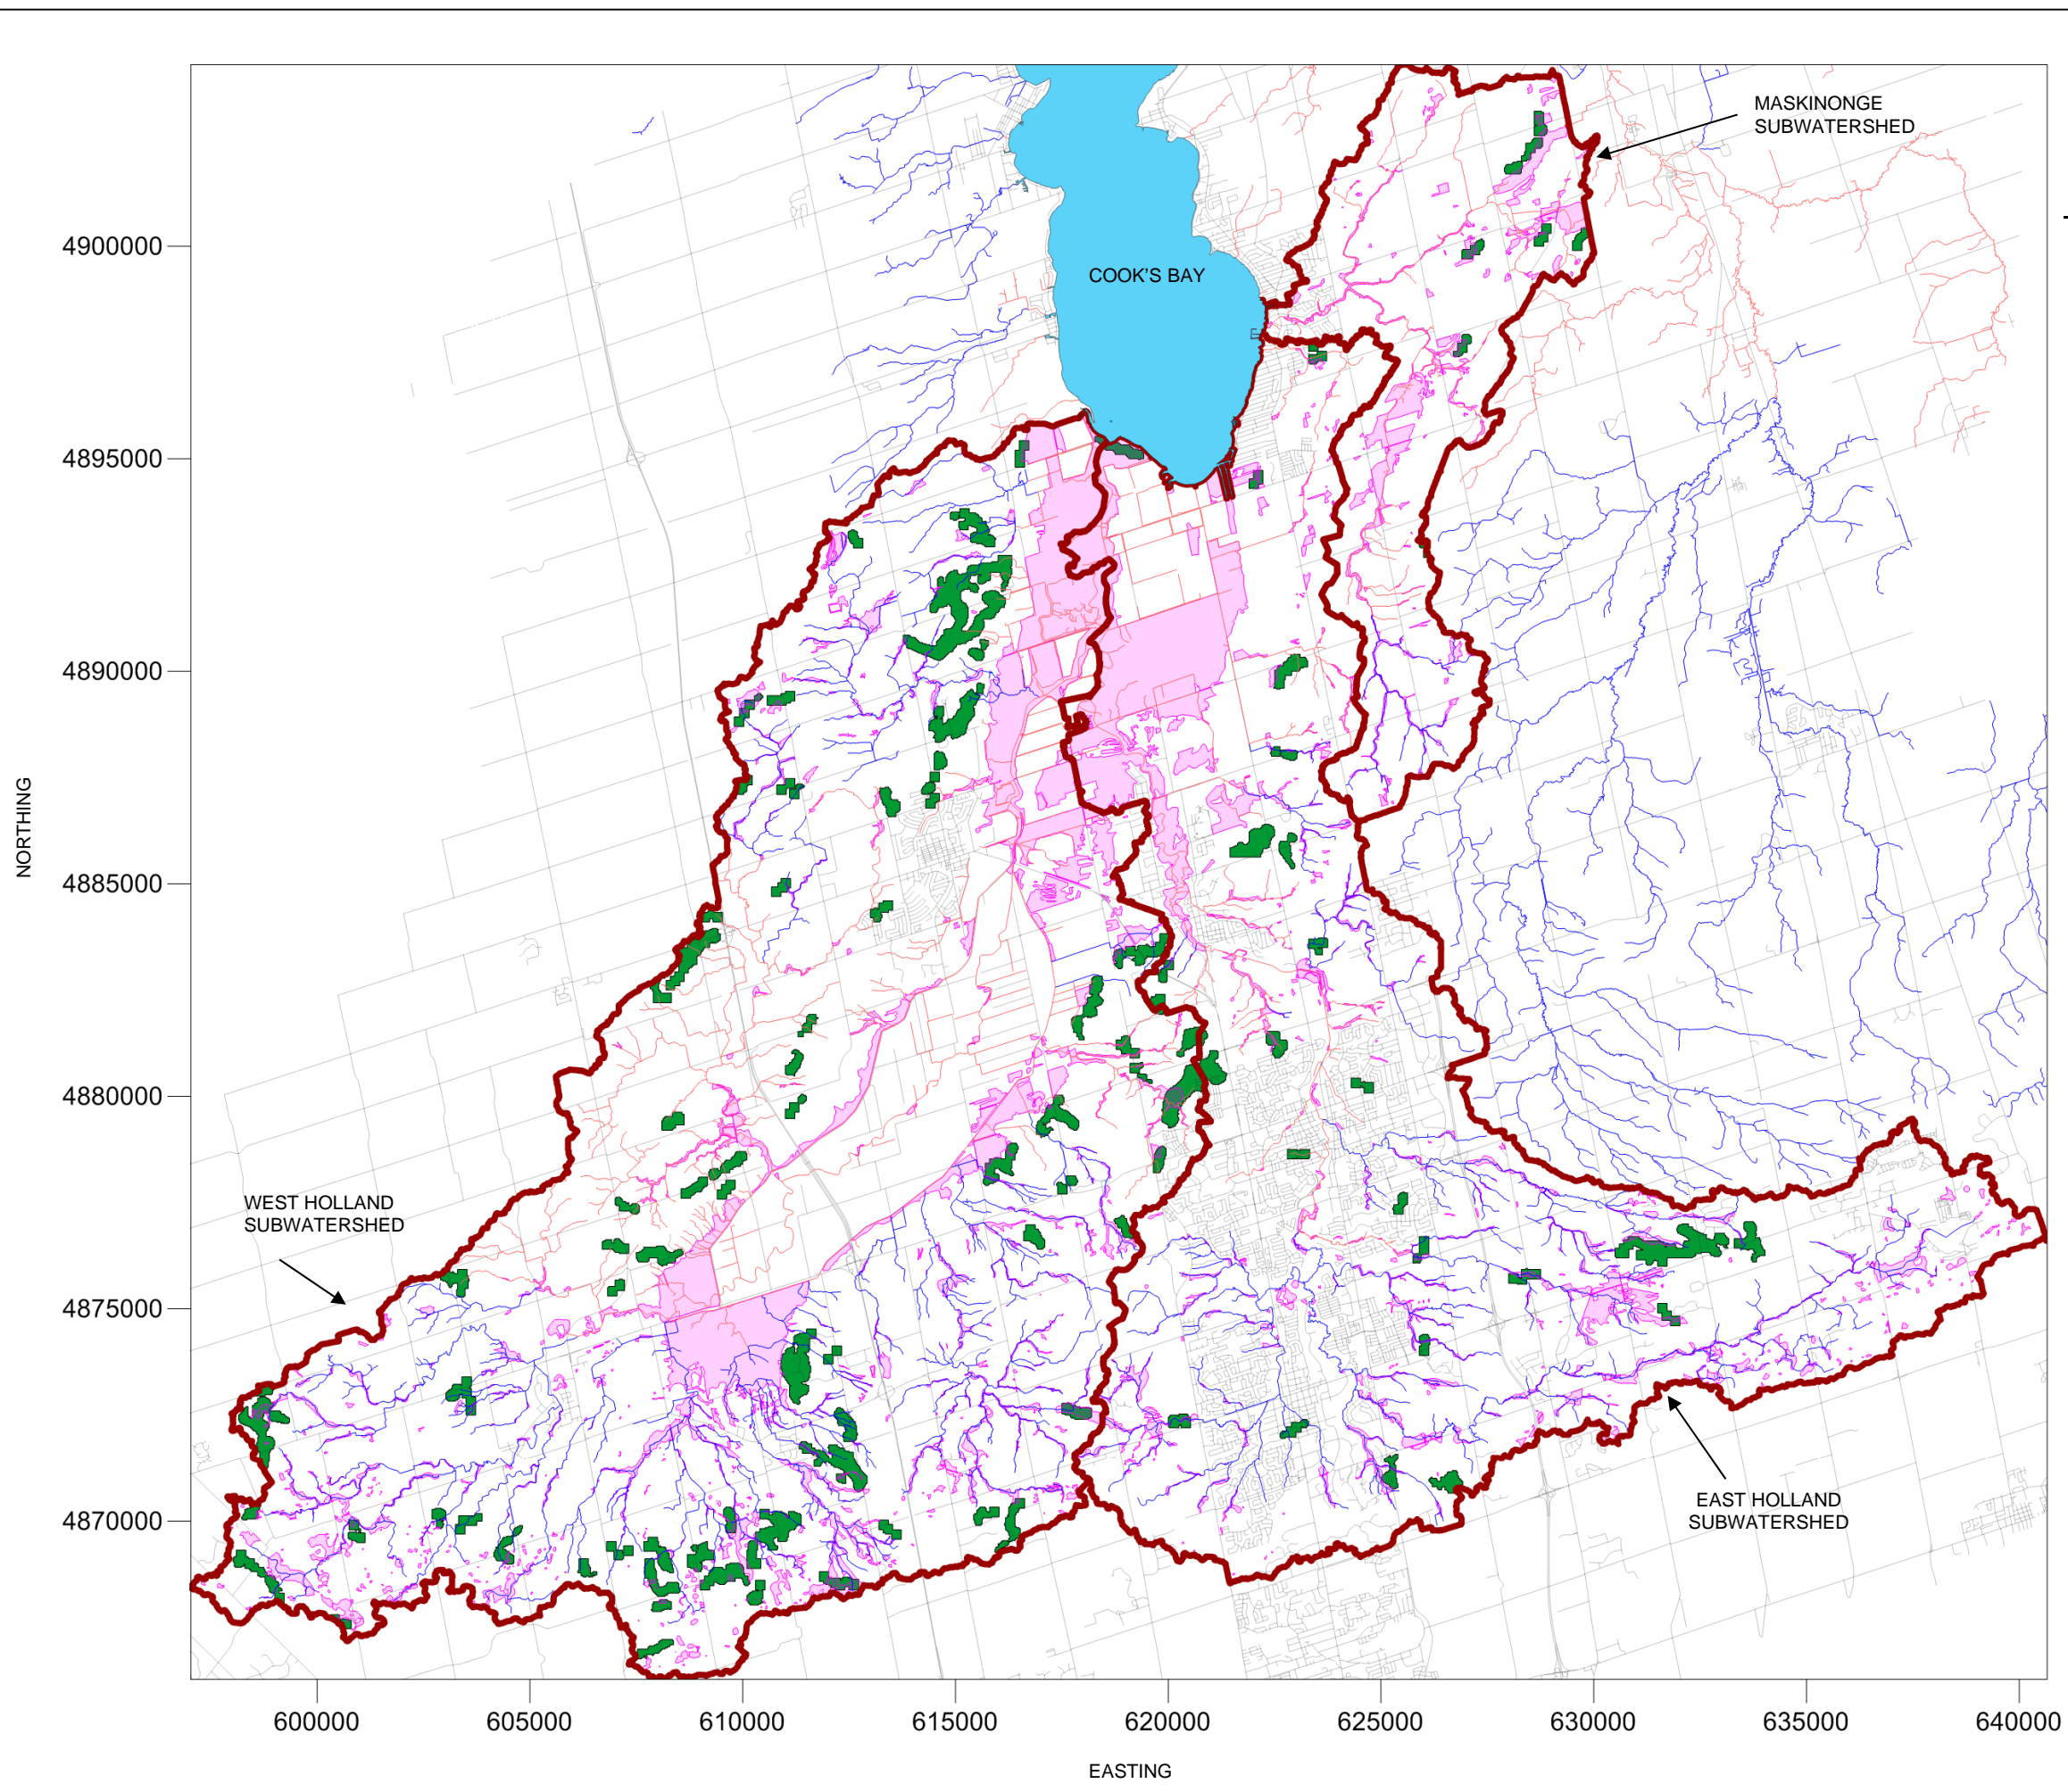 MASKINONGE
SUBWATERSHED
COOK'S BAY
4900000
4895000
4890000
4885000
4880000
4875000
4870000
NORTHING
WEST HOLLAND
SUBWATERSHED
EAST HOLLAND
SUBWATERSHED
600000 605000 610000 615000 620000 625000 630000 635000 640000
EASTING